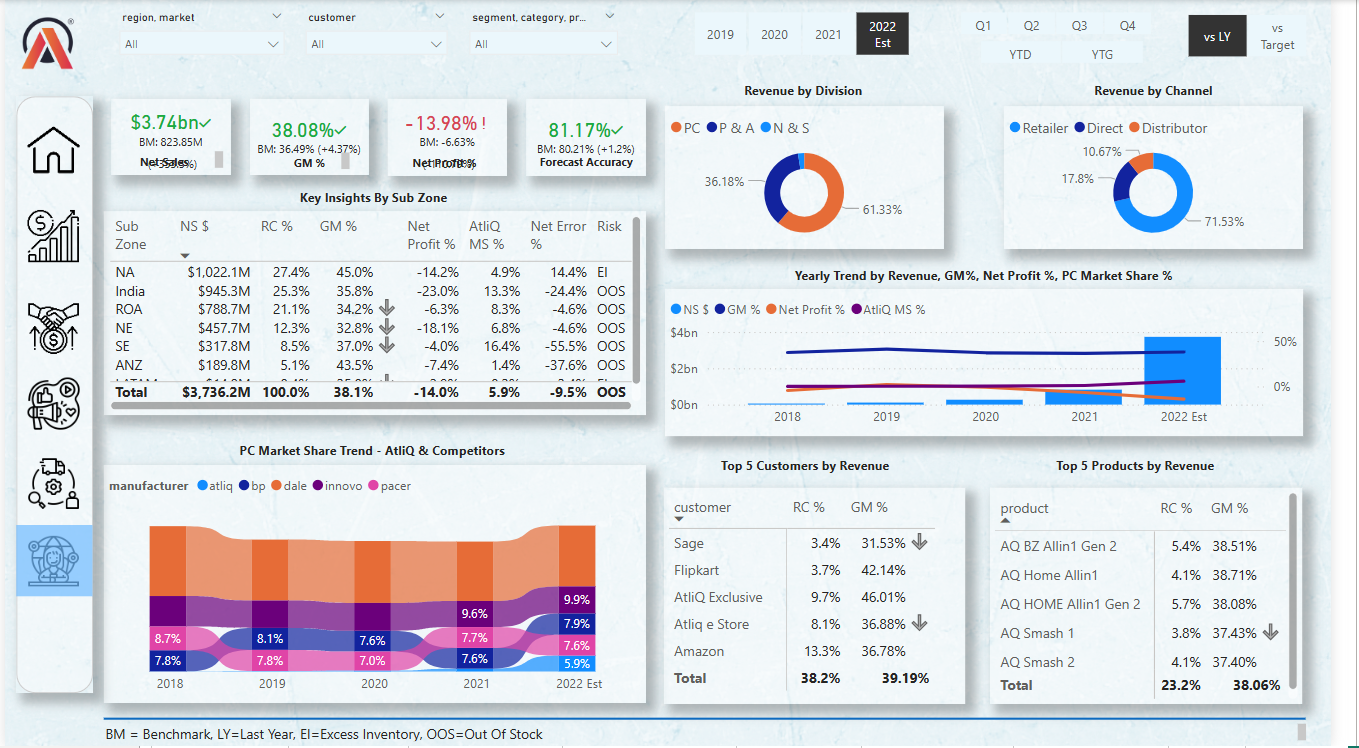 region, market
customer
segment, category, pr...
All
All
All
2019
2020
2021
2022 Est
Q1
Q2
Q3
Q4
YTD
YTG
vs LY
vs Target
$3.74bn
BM: 823.85M
Net Sales
38.08%
BM: 36.49% (+4.37%)
GM %
-13.98% !
BM: -6.63%
Net Profit %
81.17%
BM: 80.21% (+1.2%)
Forecast Accuracy
Revenue by Division
PC P & A N & S
36.18%
61.33%
Revenue by Channel
Retailer Direct Distributor
10.67%
17.8%
71.53%
Key Insights By Sub Zone
Sub Zone NS $ RC % GM % Net Profit % AtliQ MS % Net Error % Risk
NA $1,022.1M 27.4% 45.0% -14.2% 4.9% 14.4% EI
India $945.3M 25.3% 35.8% -23.0% 13.3% -24.4% OOS
ROA $788.7M 21.1% 34.2% -6.3% 8.3% -4.6% OOS
NE $457.7M 12.3% 32.8% -18.1% 6.8% -4.6% OOS
SE $317.8M 8.5% 37.0% -4.0% 16.4% -55.5% OOS
ANZ $189.8M 5.1% 43.5% -7.4% 1.4% -37.6% OOS
Total $3,736.2M 100.0% 38.1% -14.0% 5.9% -9.5% OOS
Yearly Trend by Revenue, GM%, Net Profit %, PC Market Share %
NS $ GM % Net Profit % AtliQ MS %
$4bn
$2bn
$0bn
50%
0%
2018 2019 2020 2021 2022 Est
PC Market Share Trend - AtliQ & Competitors
manufacturer atliq bp dale innovo pacer
8.7%
7.8%
8.1%
7.8%
7.6%
7.0%
9.6%
7.7%
7.6%
9.9%
7.9%
7.6%
5.9%
2018 2019 2020 2021 2022 Est
Top 5 Customers by Revenue
customer RC % GM %
Sage 3.4% 31.53%
Flipkart 3.7% 42.14%
AtliQ Exclusive 9.7% 46.01%
Atliq e Store 8.1% 36.88%
Amazon 13.3% 36.78%
Total 38.2% 39.19%
Top 5 Products by Revenue
product RC % GM %
AQ BZ Allin1 Gen 2 5.4% 38.51%
AQ Home Allin1 4.1% 38.71%
AQ HOME Allin1 Gen 2 5.7% 38.08%
AQ Smash 1 3.8% 37.43%
AQ Smash 2 4.1% 37.40%
Total 23.2% 38.06%
BM = Benchmark, LY=Last Year, EI=Excess Inventory, OOS=Out Of Stock